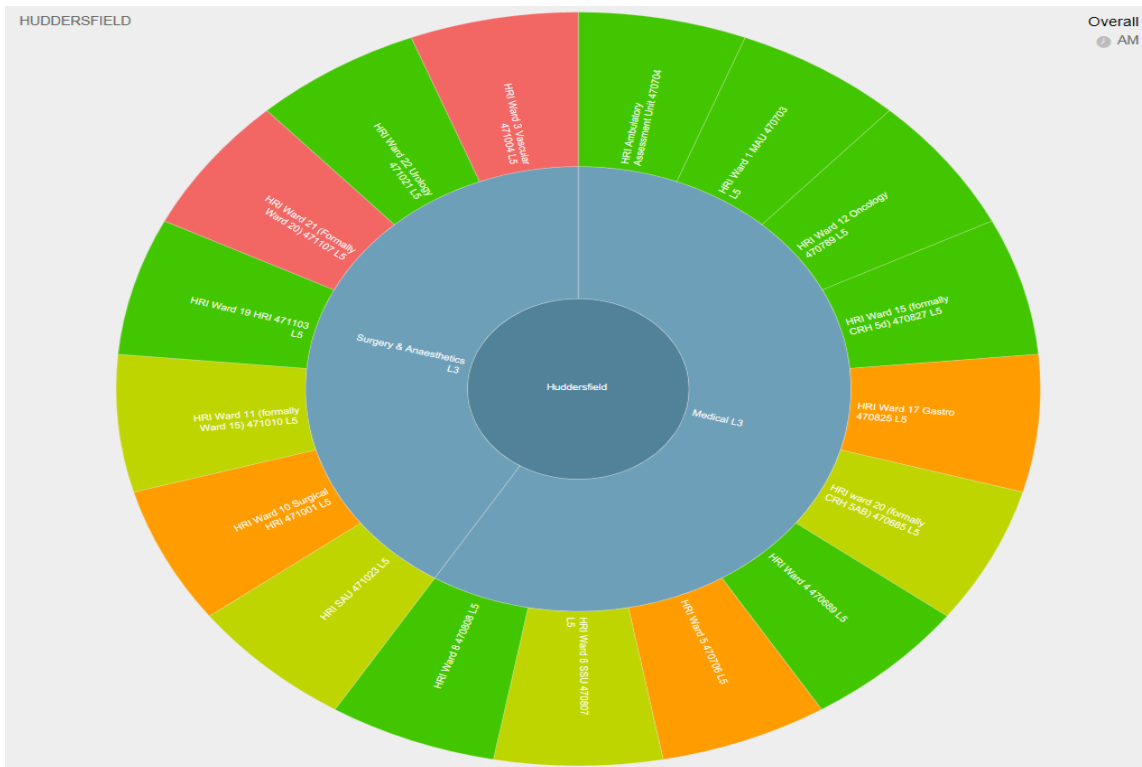 HUDDERSFIELD
Overall
AM
HRI Ambulatory
Assessment Unit 470704
HRI Ward 1 MAU 470703
L5
HRI Ward 12 Oncology
470789 L5
HRI Ward 15 (formally
CRH 5d) 470827 L5
HRI Ward 17 Gastro
470825 L5
HRI ward 20 (formally
CRH 5AB) 470685 L5
HRI Ward 4 470689 L5
HRI Ward 5 470706 L5
HRI Ward 6 SSU 470807
L5
HRI Ward 8 470808 L5
HRI SAU 471023 L5
HRI Ward 10 Surgical
HRI 471001 L5
HRI Ward 11 (formally
Ward 15) 471010 L5
HRI Ward 19 HRI 471103
L5
HRI Ward 21 (Formally
Ward 20) 471107 L5
HRI Ward 22 Urology
471021 L5
HRI Ward 3 Vascular
471004 L5
Surgery & Anaesthetics
L3
Huddersfield
Medical L3